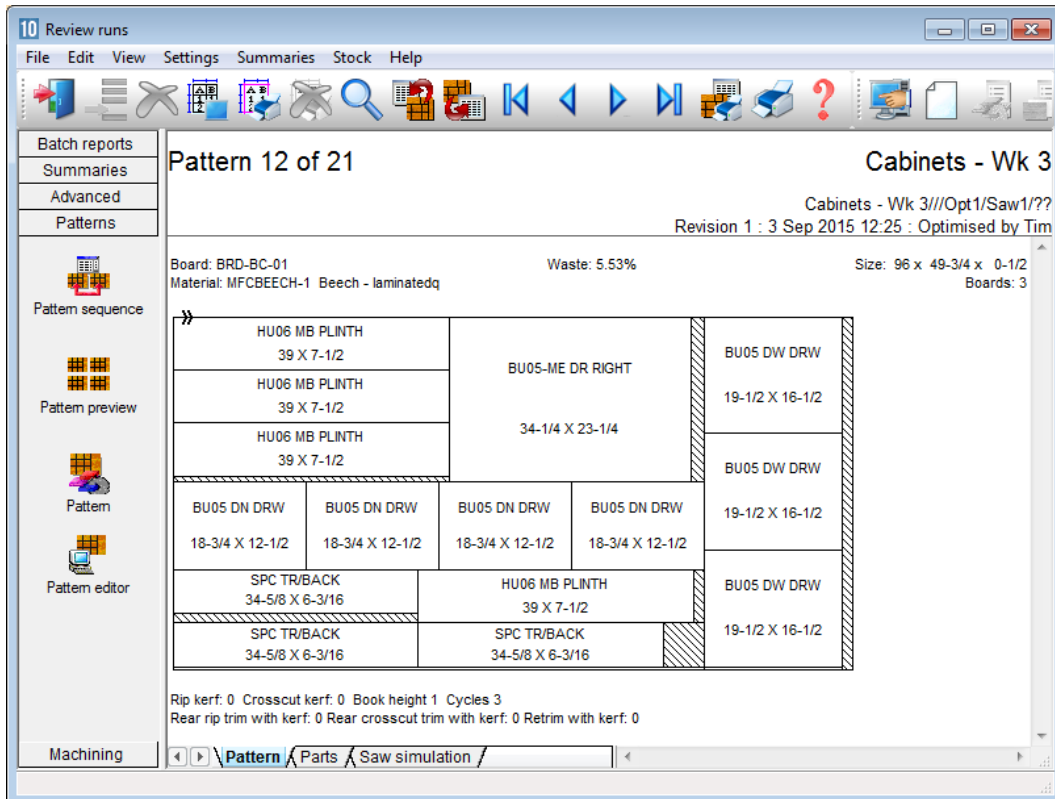 10 Review runs
File Edit View Settings Summaries Stock Help
Batch reports
Summaries
Advanced
Patterns
Pattern sequence
Pattern preview
Pattern
Pattern editor
Machining
Pattern 12 of 21
Cabinets - Wk 3
Cabinets - Wk 3///Opt1/Saw1/??
Revision 1 : 3 Sep 2015 12:25 : Optimised by Tim
Board: BRD-BC-01 Waste: 5.53% Size: 96 x 49-3/4 x 0-1/2
Material: MFCBEECH-1 Beech - laminatedq Boards: 3
HU06 MB PLINTH
39 X 7-1/2
HU06 MB PLINTH
39 X 7-1/2
HU06 MB PLINTH
39 X 7-1/2
BU05-ME DR RIGHT
34-1/4 X 23-1/4
BU05 DW DRW
19-1/2 X 16-1/2
BU05 DW DRW
19-1/2 X 16-1/2
BU05 DW DRW
19-1/2 X 16-1/2
BU05 DN DRW BU05 DN DRW BU05 DN DRW BU05 DN DRW
18-3/4 X 12-1/2 18-3/4 X 12-1/2 18-3/4 X 12-1/2 18-3/4 X 12-1/2
SPC TR/BACK
34-5/8 X 6-3/16
HU06 MB PLINTH
39 X 7-1/2
SPC TR/BACK
34-5/8 X 6-3/16
SPC TR/BACK
34-5/8 X 6-3/16
Rip kerf: 0 Crosscut kerf: 0 Book height 1 Cycles 3
Rear rip trim with kerf: 0 Rear crosscut trim with kerf: 0 Retrim with kerf: 0
Pattern Parts Saw simulation